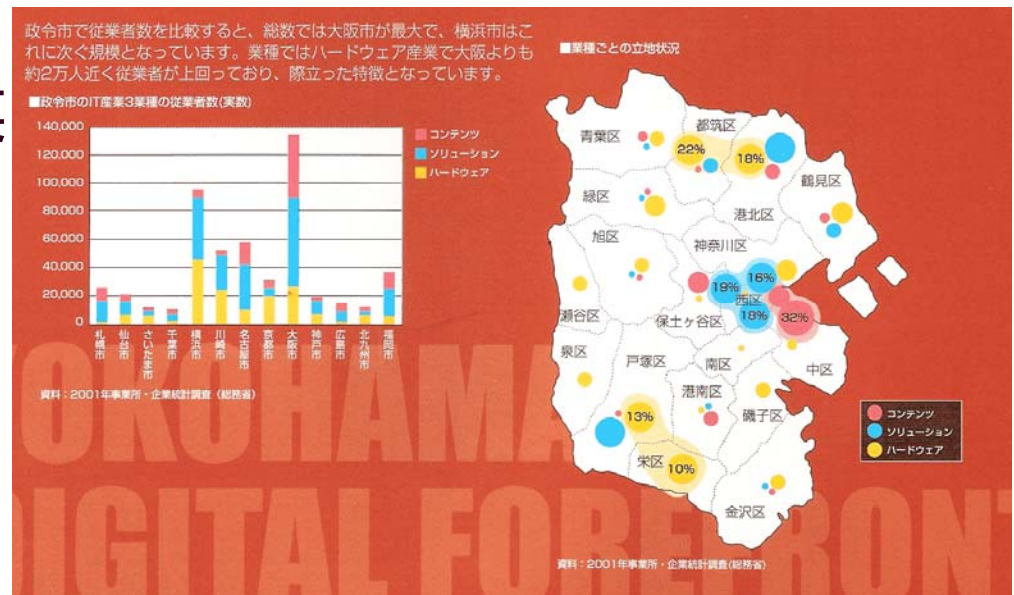 政令市で従業者数を比較すると、総数では大阪市が最大で、横浜市はこ
れに次ぐ規模となっています。業種ではハードウェア産業で大阪よりも
約2万人近く従業者が上回っており、際立った特徴となっています。
■政令市のIT産業3業種の従業者数(実数)
140,000
120,000
100,000
80,000
60,000
40,000
20,000
0
コンテンツ
ソリューション
ハードウェア
札幌市
仙台市
さいたま市
千葉市
横浜市
川崎市
名古屋市
京都市
大阪市
神戸市
広島市
北九州市
福岡市
資料：2001年事業所・企業統計調査（総務省）
■業種ごとの立地状況
青葉区
都筑区
22%
18%
鶴見区
緑区
港北区
旭区
神奈川区
16%
19%
西区
18%
32%
瀬谷区
保土ヶ谷区
泉区
戸塚区
南区
中区
港南区
磯子区
13%
栄区
10%
金沢区
コンテンツ
ソリューション
ハードウェア
資料：2001年事業所・企業統計調査(総務省)
YOKOHAMA
DIGITAL FOREFRONT